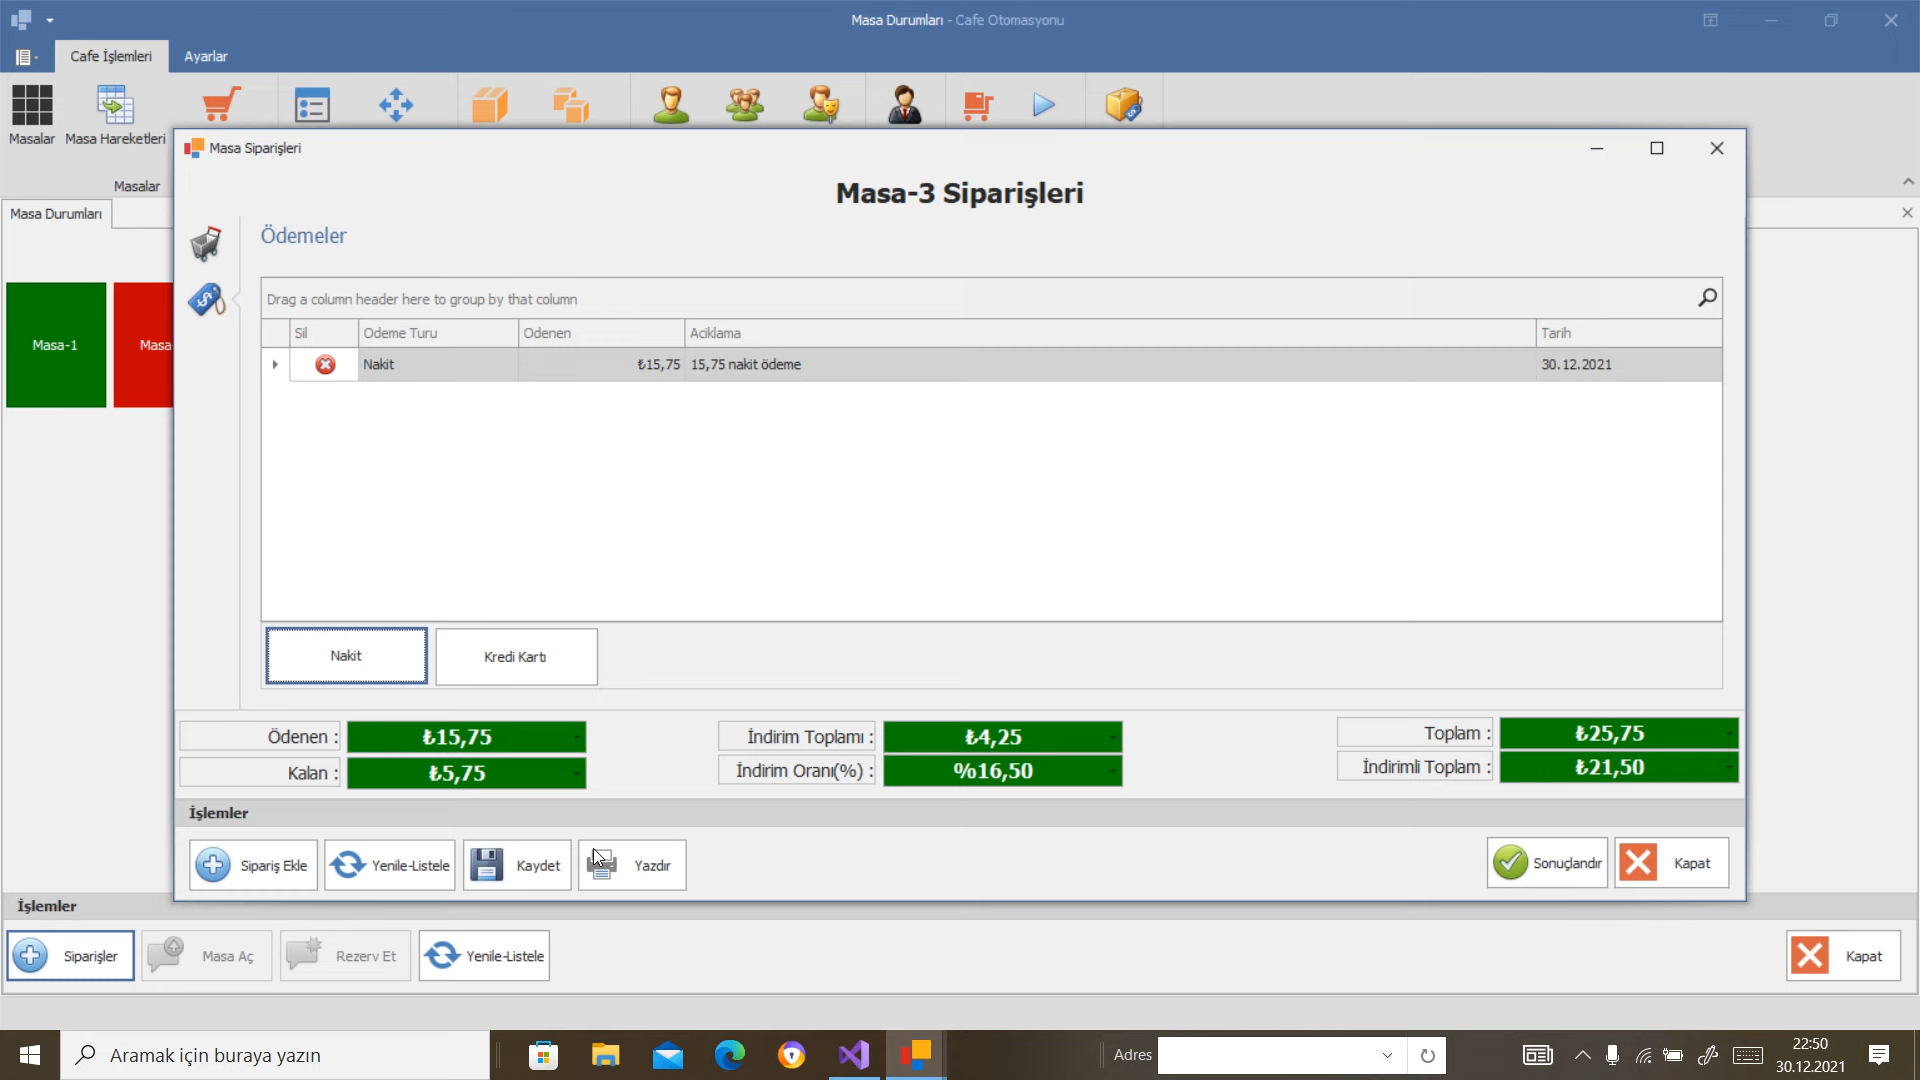 Masa Durumları - Cafe Otomasyonu
Cafe İşlemleri
Ayarlar
Masalar
Masa Hareketleri
Masalar
Masa Durumları
Masa-1
Masa
Masa Siparişleri
Masa-3 Siparişleri
Ödemeler
Drag a column header here to group by that column
Sil
Odeme Turu
Odenen
Aciklama
Tarih
Nakit
₺15,75
15,75 nakit ödeme
30.12.2021
Nakit
Kredi Kartı
Ödenen :
₺15,75
İndirim Toplamı :
₺4,25
Toplam :
₺25,75
Kalan :
₺5,75
İndirim Oranı(%) :
%16,50
İndirimli Toplam :
₺21,50
İşlemler
Sipariş Ekle
Yenile-Listele
Kaydet
Yazdır
Sonuçlandır
Kapat
İşlemler
Siparişler
Masa Aç
Rezerv Et
Yenile-Listele
Kapat
Aramak için buraya yazın
Adres
22:50
30.12.2021